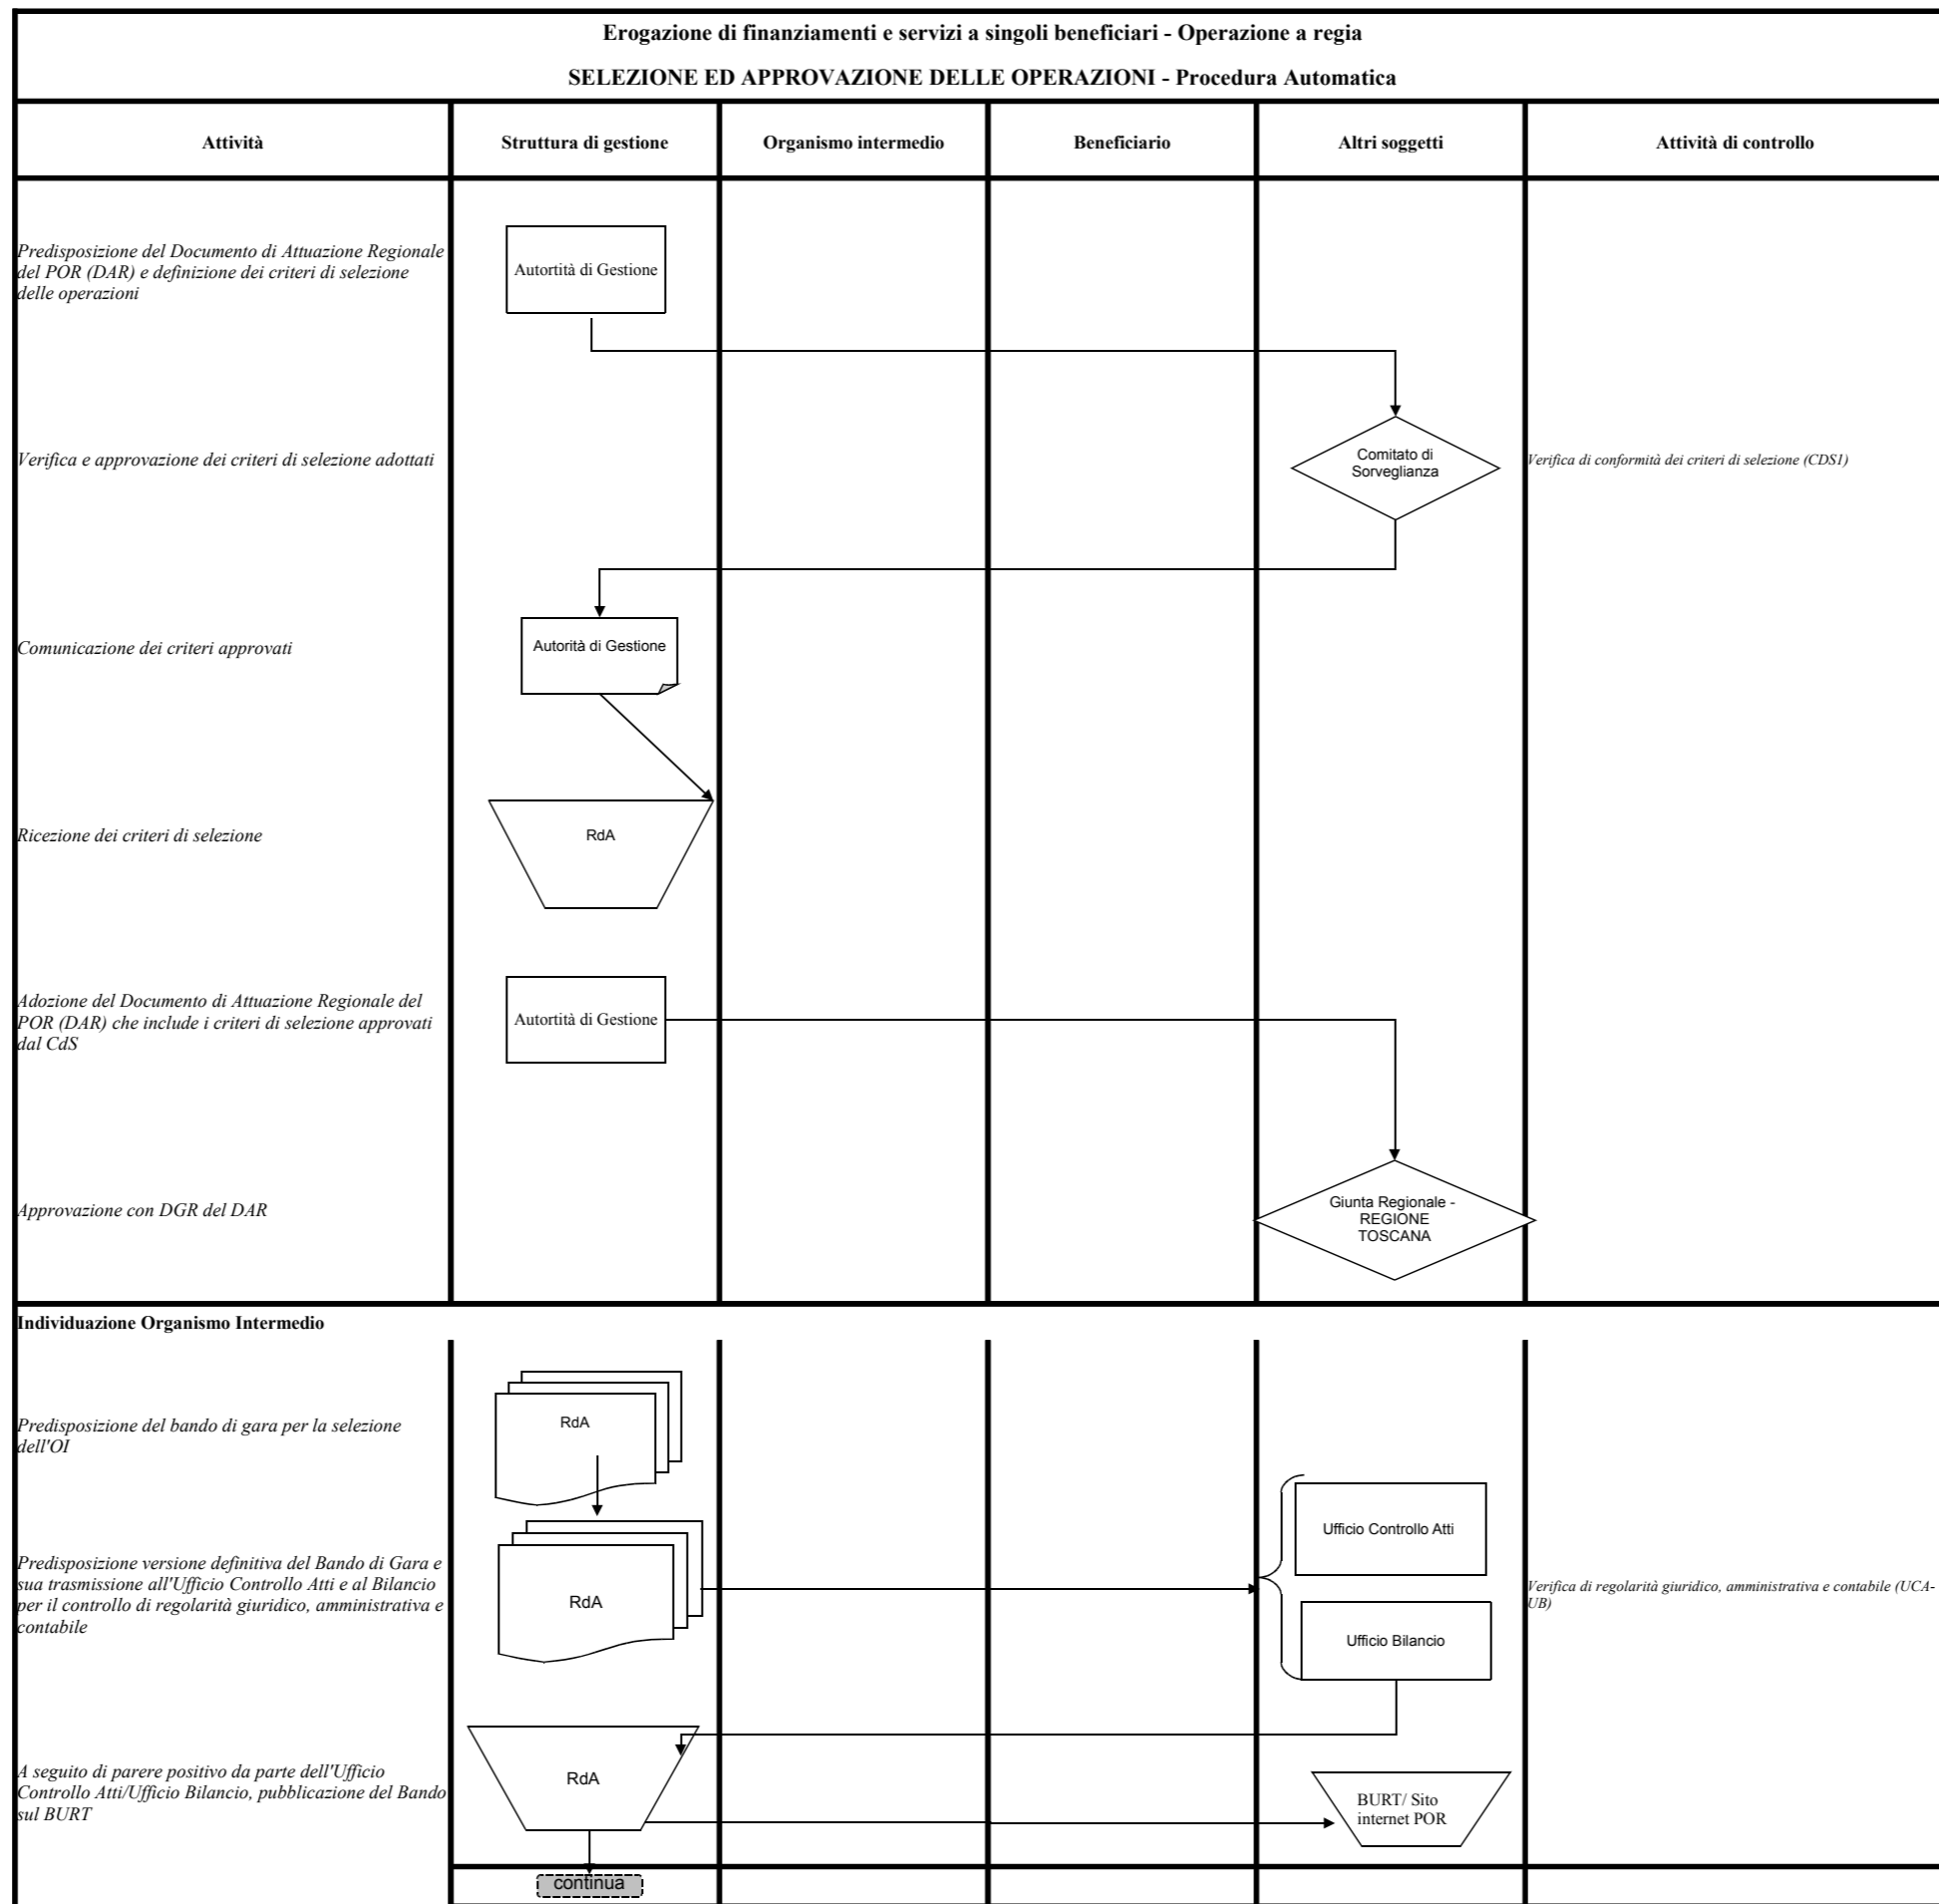 Erogazione di finanziamenti e servizi a singoli beneficiari - Operazione a regia
SELEZIONE ED APPROVAZIONE DELLE OPERAZIONI - Procedura Automatica
Attività
Struttura di gestione
Organismo intermedio
Beneficiario
Altri soggetti
Attività di controllo
Predisposizione del Documento di Attuazione Regionale
del POR (DAR) e definizione dei criteri di selezione
delle operazioni
Autortità di Gestione
Verifica e approvazione dei criteri di selezione adottati
Comitato di
Sorveglianza
Verifica di conformità dei criteri di selezione (CDS1)
Comunicazione dei criteri approvati
Autorità di Gestione
Ricezione dei criteri di selezione
RdA
Adozione del Documento di Attuazione Regionale del
POR (DAR) che include i criteri di selezione approvati
dal CdS
Autortità di Gestione
Approvazione con DGR del DAR
Giunta Regionale -
REGIONE
TOSCANA
Individuazione Organismo Intermedio
Predisposizione del bando di gara per la selezione
dell'OI
RdA
Predisposizione versione definitiva del Bando di Gara e
sua trasmissione all'Ufficio Controllo Atti e al Bilancio
per il controllo di regolarità giuridico, amministrativa e
contabile
RdA
Ufficio Controllo Atti
Ufficio Bilancio
Verifica di regolarità giuridico, amministrativa e contabile (UCA-
UB)
A seguito di parere positivo da parte dell'Ufficio
Controllo Atti/Ufficio Bilancio, pubblicazione del Bando
sul BURT
RdA
BURT/ Sito
internet POR
continua